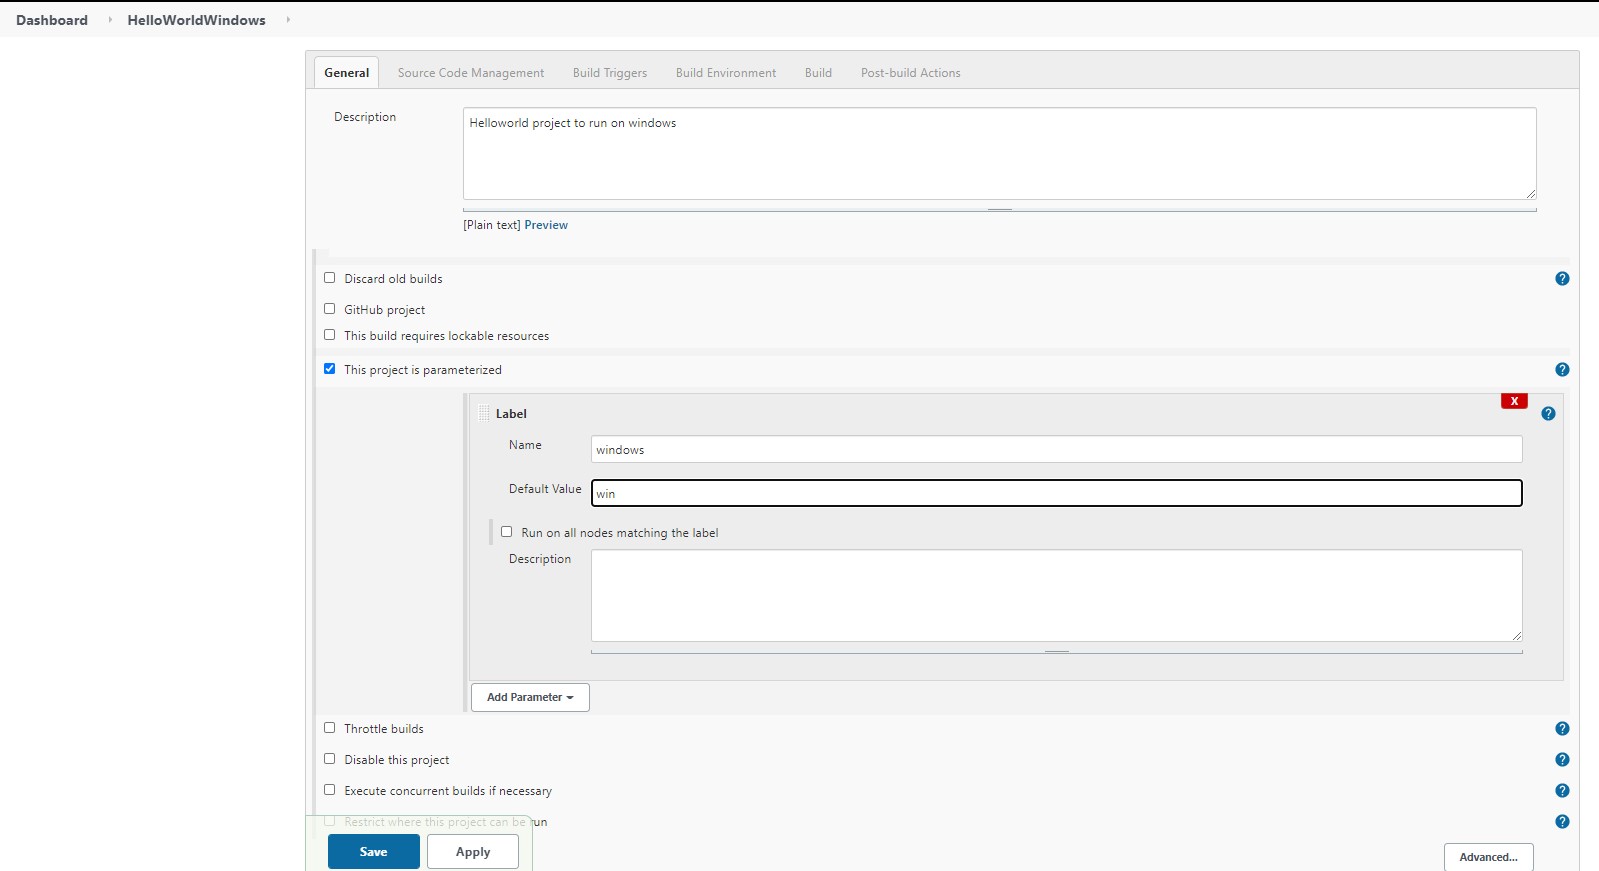 Dashboard HelloWorldWindows
General Source Code Management Build Triggers Build Environment Build Post-build Actions
Description
Helloworld project to run on windows
[Plain text] Preview
Discard old builds ?
GitHub project
This build requires lockable resources
This project is parameterized ?
X
Label ?
Name windows
Default Value win
Run on all nodes matching the label
Description
Add Parameter
Throttle builds ?
Disable this project ?
Execute concurrent builds if necessary ?
Restrict where this project can be run ?
Save Apply
Advanced...